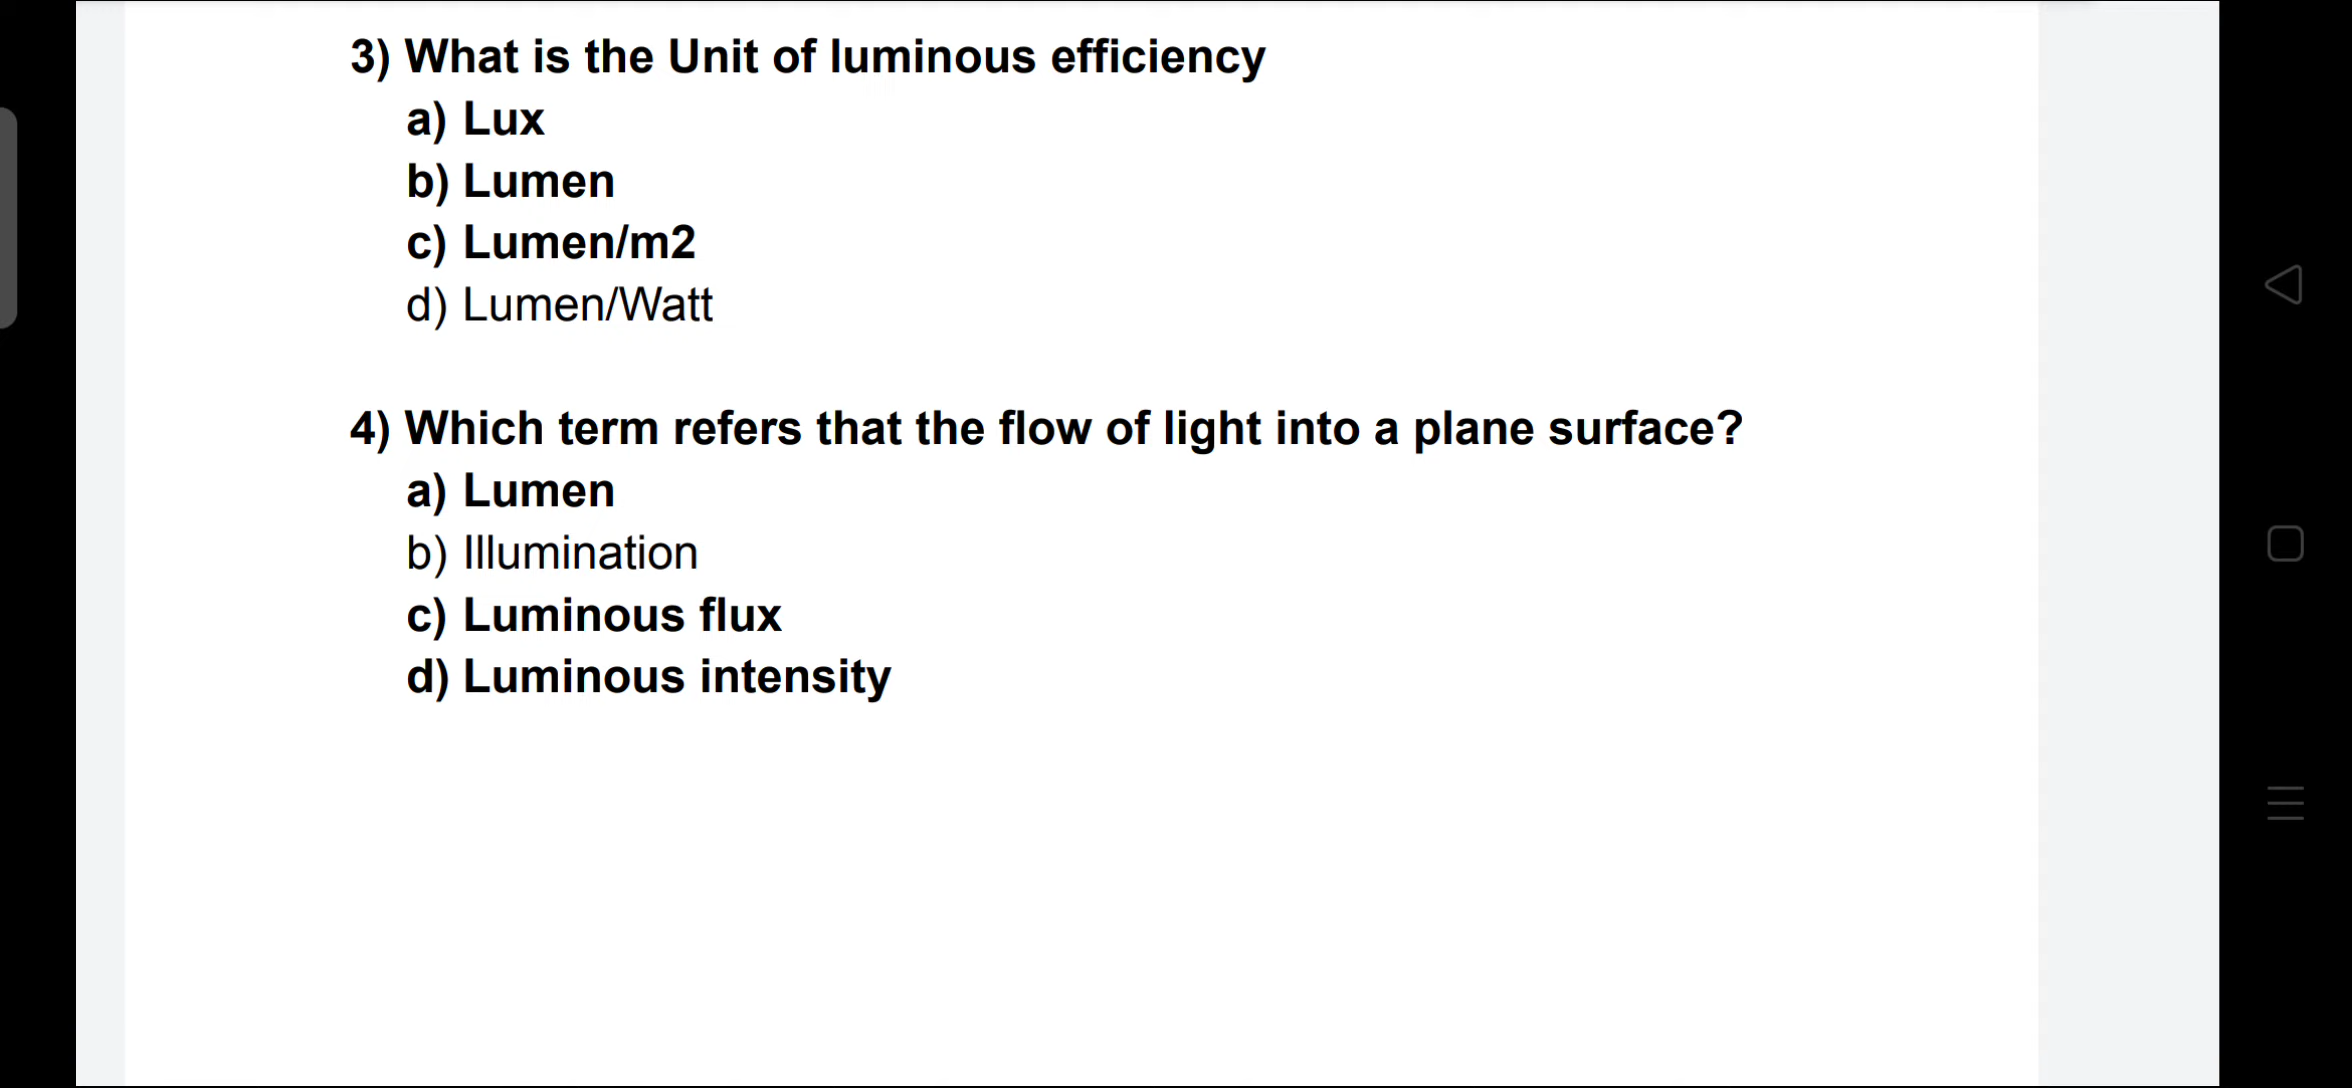 3) What is the Unit of luminous efficiency
a) Lux
b) Lumen
c) Lumen/m2
d) Lumen/Watt
4) Which term refers that the flow of light into a plane surface?
a) Lumen
b) Illumination
c) Luminous flux
d) Luminous intensity